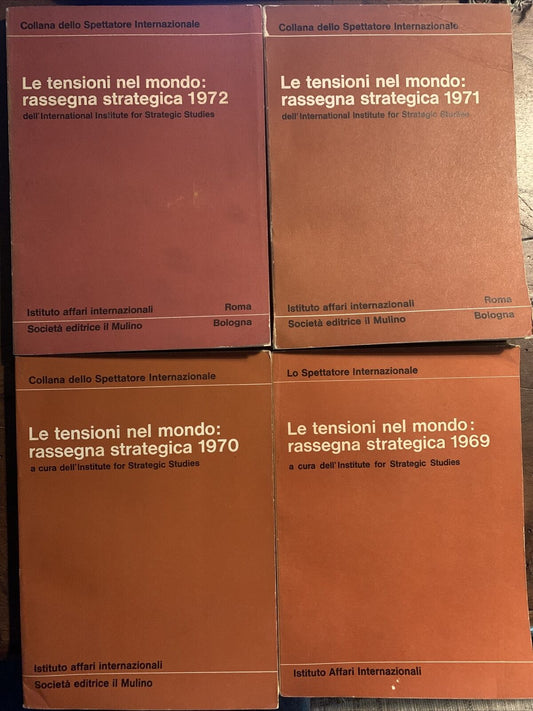 Collana dello Spettatore Internazionale
Le tensioni nel mondo:
rassegna strategica 1972
dell'International Institute for Strategic Studies
Istituto affari internazionali Roma
Società editrice il Mulino Bologna
Collana dello Spettatore Internazionale
Le tensioni nel mondo:
rassegna strategica 1971
dell'International Institute for Strategic Studies
Istituto affari internazionali Roma
Società editrice il Mulino Bologna
Collana dello Spettatore Internazionale
Le tensioni nel mondo:
rassegna strategica 1970
a cura dell'Institute for Strategic Studies
Istituto affari internazionali
Società editrice il Mulino
Lo Spettatore Internazionale
Le tensioni nel mondo:
rassegna strategica 1969
a cura dell'Institute for Strategic Studies
Istituto Affari Internazionali